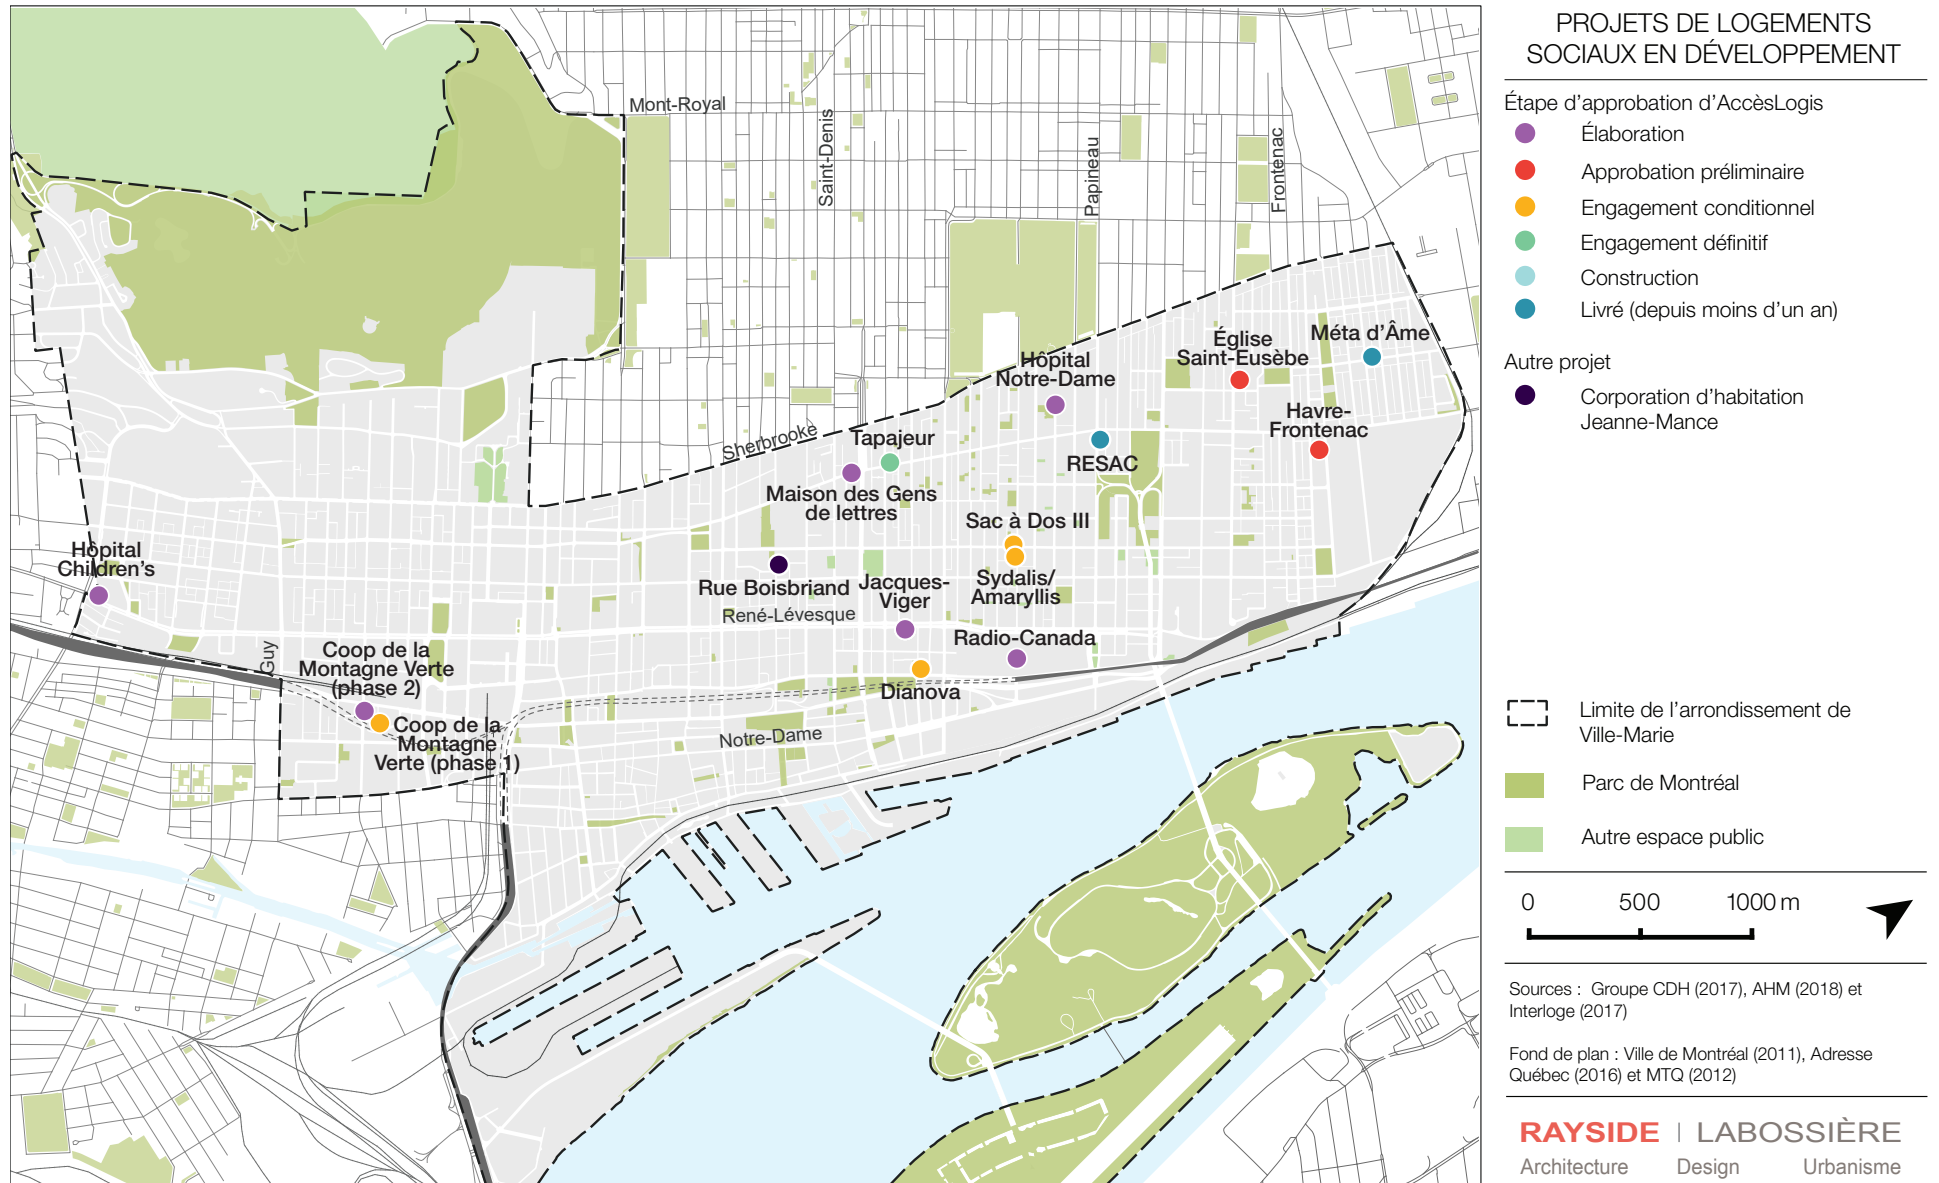 PROJETS DE LOGEMENTS
SOCIAUX EN DÉVELOPPEMENT
Étape d'approbation d'AccèsLogis
Élaboration
Approbation préliminaire
Engagement conditionnel
Engagement définitif
Construction
Livré (depuis moins d'un an)
Autre projet
Corporation d'habitation
Jeanne-Mance
Limite de l'arrondissement de
Ville-Marie
Parc de Montréal
Autre espace public
0 500 1000 m
Sources : Groupe CDH (2017), AHM (2018) et
Interloge (2017)
Fond de plan : Ville de Montréal (2011), Adresse
Québec (2016) et MTQ (2012)
RAYSIDE | LABOSSIÈRE
Architecture Design Urbanisme
Mont-Royal
Saint-Denis
Papineau
Frontenac
Sherbrooke
René-Lévesque
Notre-Dame
Guy
Église
Saint-Eusèbe
Méta d'Âme
Hôpital
Notre-Dame
Havre-
Frontenac
Tapajeur
RESAC
Maison des Gens
de lettres
Sac à Dos III
Hôpital
Children's
Rue Boisbriand
Jacques-
Viger
Sydalis/
Amaryllis
Radio-Canada
Coop de la
Montagne Verte
(phase 2)
Dianova
Coop de la
Montagne
Verte (phase 1)